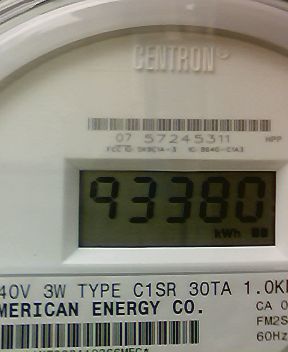 CENTRON
07 57245311 HPP
93380
kWh
40V 3W TYPE C1SR 30TA 1.0K
MERICAN ENERGY CO.
CA 0
FM2S
60Hz